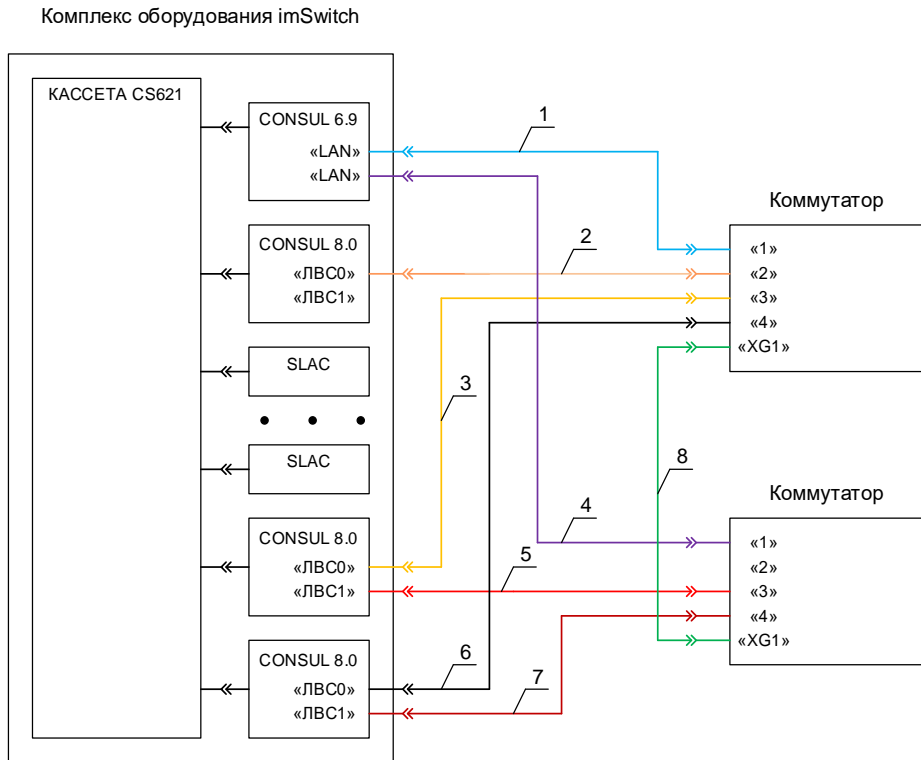 Комплекс оборудования imSwitch
КАССЕТА CS621
CONSUL 6.9
«LAN»
«LAN»
CONSUL 8.0
«ЛВС0»
«ЛВС1»
SLAC
SLAC
CONSUL 8.0
«ЛВС0»
«ЛВС1»
CONSUL 8.0
«ЛВС0»
«ЛВС1»
1
2
3
4
5
6
7
8
Коммутатор
«1»
«2»
«3»
«4»
«XG1»
Коммутатор
«1»
«2»
«3»
«4»
«XG1»